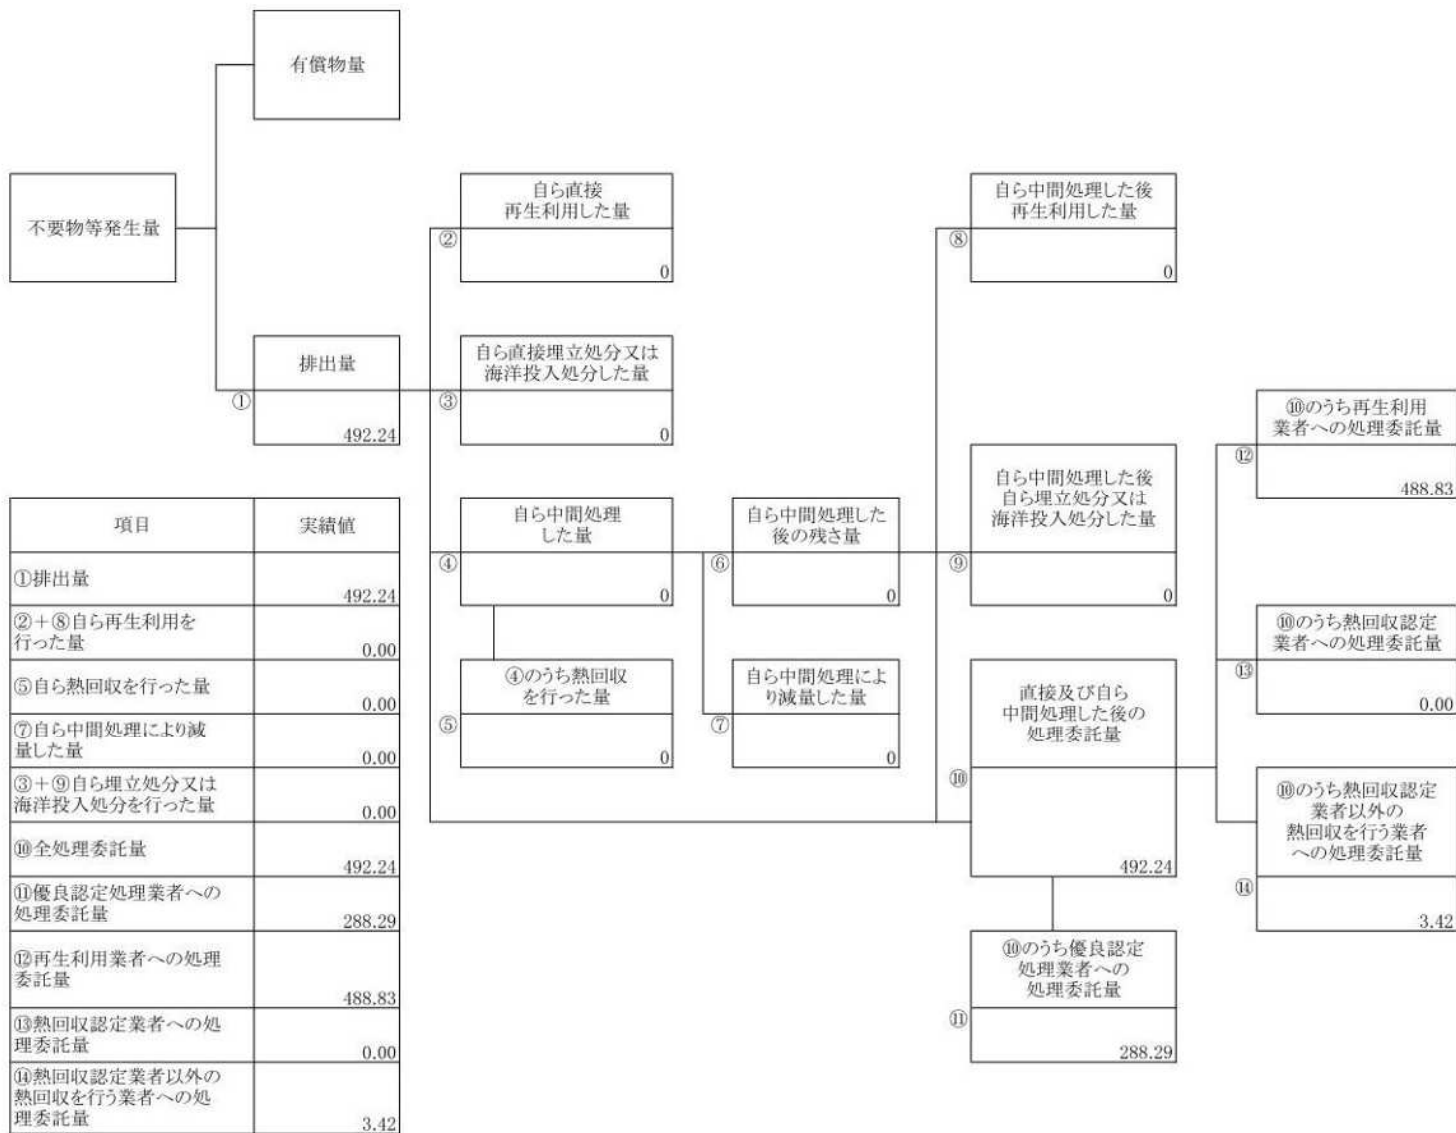 有償物量
不要物等発生量
自ら直接
再生利用した量
②
0
自ら中間処理した後
再生利用した量
⑧
0
排出量
①
492.24
自ら直接埋立処分又は
海洋投入処分した量
③
0
⑩のうち再生利用
業者への処理委託量
⑫
488.83
自ら中間処理
した量
④
0
自ら中間処理した
後の残さ量
⑥
0
自ら中間処理した後
自ら埋立処分又は
海洋投入処分した量
⑨
0
④のうち熱回収
を行った量
⑤
0
自ら中間処理によ
り減量した量
⑦
0
直接及び自ら
中間処理した後の
処理委託量
⑩
492.24
⑩のうち熱回収認定
業者への処理委託量
⑬
0.00
⑩のうち熱回収認定
業者以外の
熱回収を行う業者
への処理委託量
⑭
3.42
⑩のうち優良認定
処理業者への
処理委託量
⑪
288.29
項目 実績値
①排出量
492.24
②+⑧自ら再生利用を
行った量
0.00
⑤自ら熱回収を行った量
0.00
⑦自ら中間処理により減
量した量
0.00
③+⑨自ら埋立処分又は
海洋投入処分を行った量
0.00
⑩全処理委託量
492.24
⑪優良認定処理業者への
処理委託量
288.29
⑫再生利用業者への処理
委託量
488.83
⑬熱回収認定業者への処
理委託量
0.00
⑭熱回収認定業者以外の
熱回収を行う業者への処
理委託量
3.42